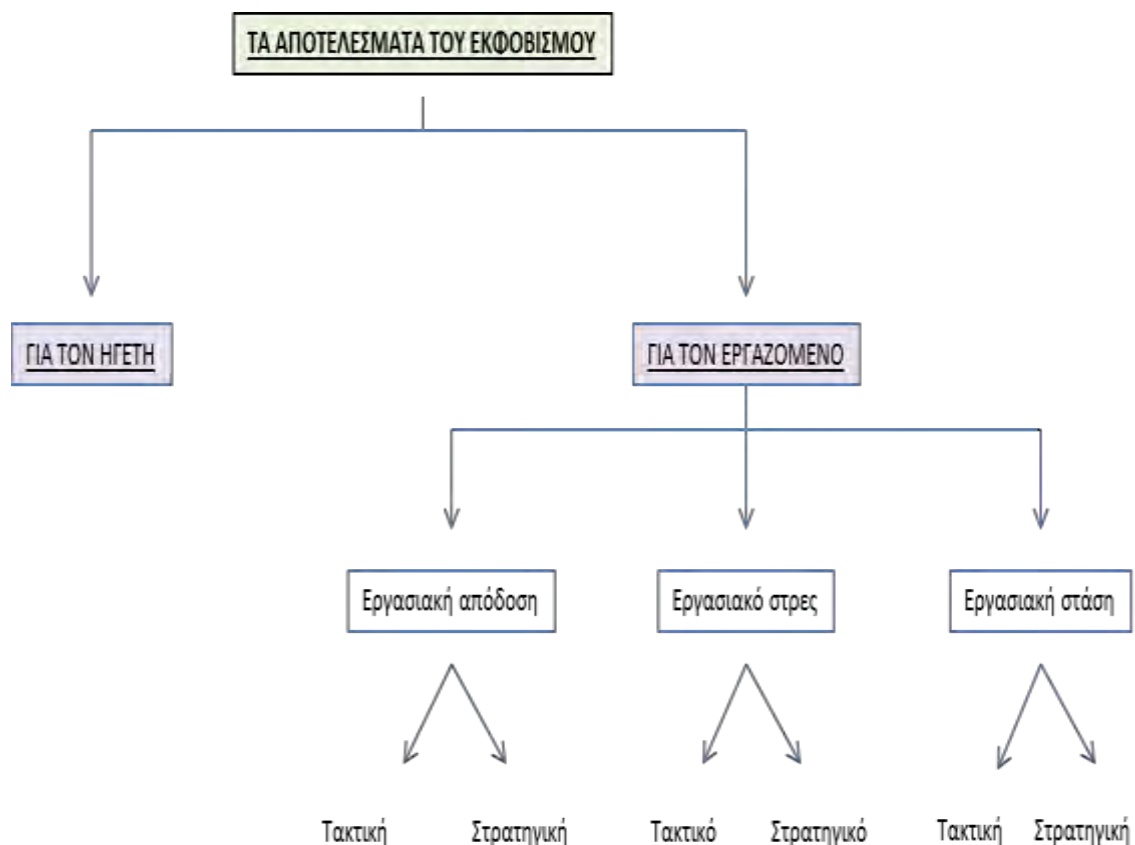 ΤΑ ΑΠΟΤΕΛΕΣΜΑΤΑ ΤΟΥ ΕΚΦΟΒΙΣΜΟΥ
ΓΙΑ ΤΟΝ ΗΓΕΤΗ
ΓΙΑ ΤΟΝ ΕΡΓΑΖΟΜΕΝΟ
Εργασιακή απόδοση
Εργασιακό στρες
Εργασιακή στάση
Τακτική
Στρατηγική
Τακτικό
Στρατηγικό
Τακτική
Στρατηγική